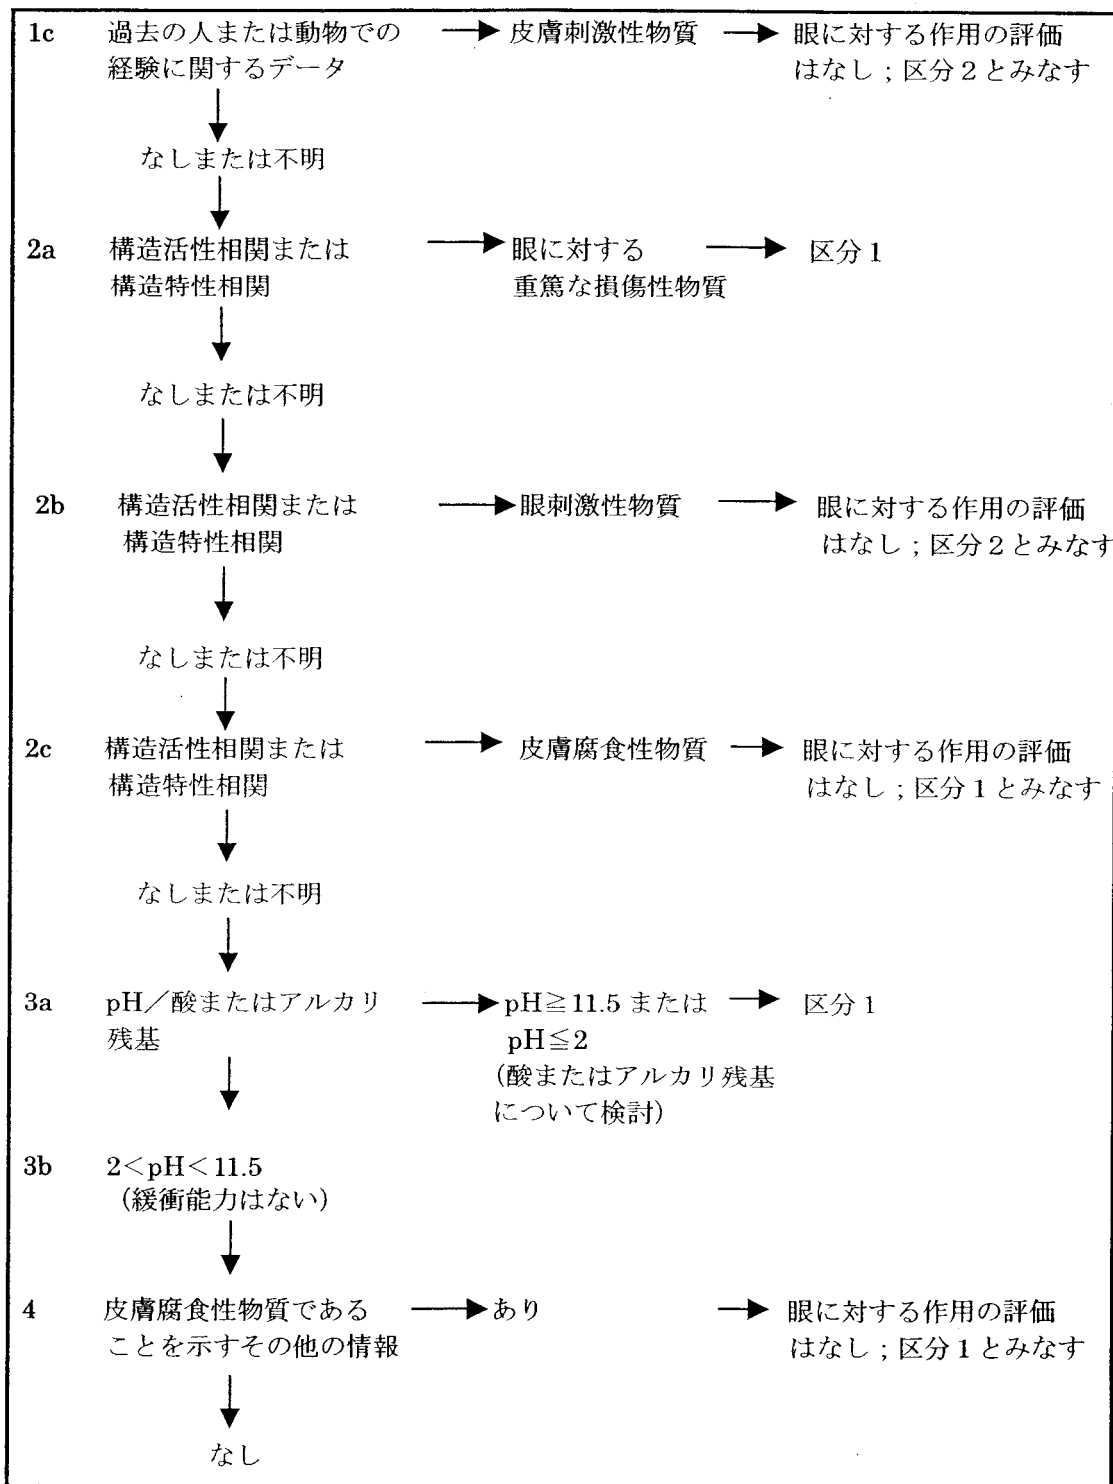 1c 過去の人または動物での → 皮膚刺激性物質 → 眼に対する作用の評価
経験に関するデータ はなし；区分２とみなす
なしまたは不明
2a 構造活性相関または → 眼に対する → 区分１
構造特性相関 重篤な損傷性物質
なしまたは不明
2b 構造活性相関または → 眼刺激性物質 → 眼に対する作用の評価
構造特性相関 はなし；区分２とみなす
なしまたは不明
2c 構造活性相関または → 皮膚腐食性物質 → 眼に対する作用の評価
構造特性相関 はなし；区分１とみなす
なしまたは不明
3a pH／酸またはアルカリ → pH≧11.5 または → 区分１
残基 pH≦2
(酸またはアルカリ残基
について検討)
3b 2＜pH＜11.5
(緩衝能力はない)
4 皮膚腐食性物質である → あり → 眼に対する作用の評価
ことを示すその他の情報 はなし；区分１とみなす
なし